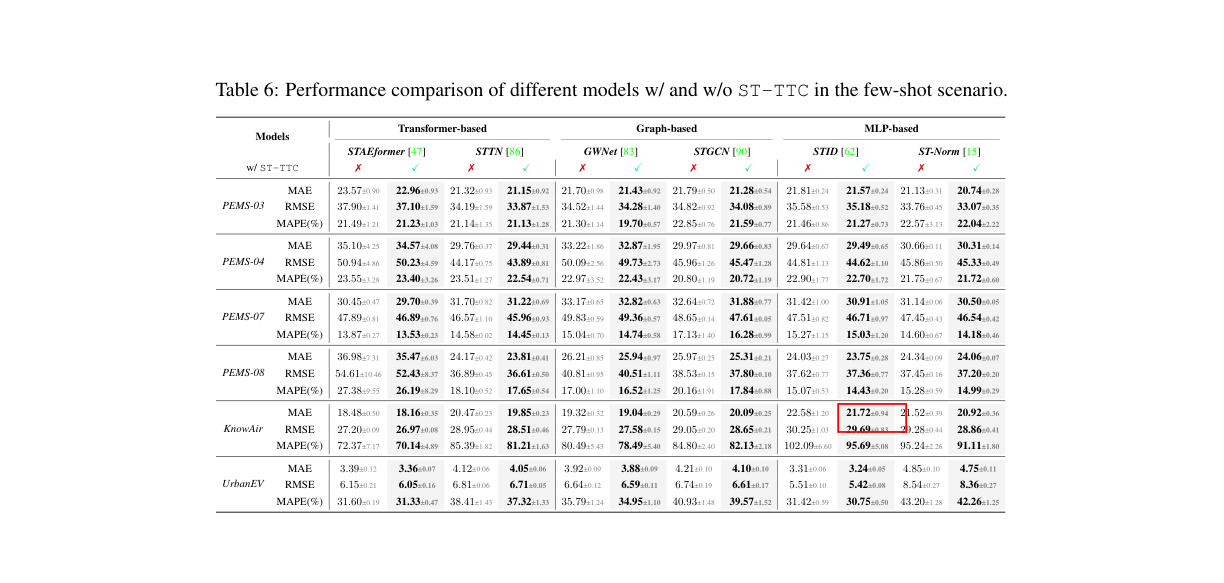 Table 6: Performance comparison of different models w/ and w/o ST-TTC in the few-shot scenario.
Models Transformer-based Graph-based MLP-based
STAEformer [47] STTN [86] GWNet [83] STGCN [90] STID [62] ST-Norm [15]
w/ ST-TTC ✗ ✓ ✗ ✓ ✗ ✓ ✗ ✓ ✗ ✓ ✗ ✓
PEMS-03 MAE 23.57±0.90 22.96±0.93 21.32±0.93 21.15±0.92 21.70±0.98 21.43±0.92 21.79±0.50 21.28±0.54 21.81±0.24 21.57±0.24 21.13±0.31 20.74±0.28
RMSE 37.90±1.41 37.10±1.59 34.19±1.59 33.87±1.53 34.52±1.44 34.28±1.40 34.82±0.92 34.08±0.89 35.58±0.53 35.18±0.52 33.76±0.45 33.07±0.35
MAPE(%) 21.49±1.21 21.23±1.03 21.14±1.35 21.13±1.28 21.30±1.14 19.70±0.57 22.85±0.76 21.59±0.77 21.46±0.86 21.27±0.73 22.57±3.13 22.04±2.22
PEMS-04 MAE 35.10±4.25 34.57±4.08 29.76±0.37 29.44±0.31 33.22±1.86 32.87±1.95 29.97±0.81 29.66±0.83 29.64±0.67 29.49±0.65 30.66±0.11 30.31±0.14
RMSE 50.94±4.86 50.23±4.59 44.17±0.75 43.89±0.81 50.09±2.56 49.73±2.73 45.96±1.26 45.47±1.28 44.81±1.13 44.62±1.10 45.86±0.50 45.33±0.49
MAPE(%) 23.55±3.28 23.40±3.26 23.51±1.27 22.54±0.71 22.97±3.52 22.43±3.17 20.80±1.19 20.72±1.19 22.90±1.77 22.70±1.72 21.75±0.67 21.72±0.60
PEMS-07 MAE 30.45±0.47 29.70±0.39 31.70±0.82 31.22±0.69 33.17±0.65 32.82±0.63 32.64±0.72 31.88±0.77 31.42±1.00 30.91±1.05 31.14±0.06 30.50±0.05
RMSE 47.89±0.81 46.89±0.76 46.57±1.10 45.96±0.93 49.83±0.59 49.36±0.57 48.65±0.14 47.61±0.05 47.51±0.82 46.71±0.97 47.45±0.43 46.54±0.42
MAPE(%) 13.87±0.27 13.53±0.23 14.58±0.02 14.45±0.13 15.04±0.70 14.74±0.58 17.13±1.40 16.28±0.99 15.27±1.15 15.03±1.20 14.60±0.67 14.18±0.46
PEMS-08 MAE 36.98±7.31 35.47±6.03 24.17±0.42 23.81±0.41 26.21±0.85 25.94±0.97 25.97±0.25 25.31±0.21 24.03±0.27 23.75±0.28 24.34±0.09 24.06±0.07
RMSE 54.61±10.46 52.43±8.37 36.89±0.45 36.61±0.50 40.81±0.95 40.51±1.11 38.53±0.15 37.80±0.10 37.62±0.77 37.36±0.77 37.45±0.16 37.20±0.20
MAPE(%) 27.38±9.55 26.19±8.29 18.10±0.52 17.65±0.54 17.00±1.10 16.52±1.25 20.16±1.91 17.84±0.88 15.07±0.53 14.43±0.20 15.28±0.59 14.99±0.29
KnowAir MAE 18.48±0.50 18.16±0.35 20.47±0.23 19.85±0.23 19.32±0.32 19.04±0.29 20.59±0.26 20.09±0.25 22.58±1.20 21.72±0.94 21.52±0.39 20.92±0.36
RMSE 27.20±0.09 26.97±0.08 28.95±0.44 28.51±0.46 27.79±0.13 27.58±0.15 29.05±0.20 28.65±0.21 30.25±1.03 29.69±0.83 29.28±0.44 28.86±0.41
MAPE(%) 72.37±7.17 70.14±4.89 85.39±1.82 81.21±1.63 80.49±5.43 78.49±5.40 84.80±2.40 82.13±2.18 102.09±6.60 95.69±5.08 95.24±2.26 91.11±1.80
UrbanEV MAE 3.39±0.12 3.36±0.07 4.12±0.06 4.05±0.06 3.92±0.09 3.88±0.09 4.21±0.10 4.10±0.10 3.31±0.06 3.24±0.05 4.85±0.10 4.75±0.11
RMSE 6.15±0.21 6.05±0.16 6.81±0.06 6.71±0.05 6.64±0.12 6.59±0.11 6.74±0.19 6.61±0.17 5.51±0.10 5.42±0.08 8.54±0.27 8.36±0.27
MAPE(%) 31.60±0.19 31.33±0.47 38.41±1.43 37.32±1.33 35.79±1.24 34.95±1.10 40.93±1.48 39.57±1.52 31.42±0.59 30.75±0.50 43.20±1.28 42.26±1.25